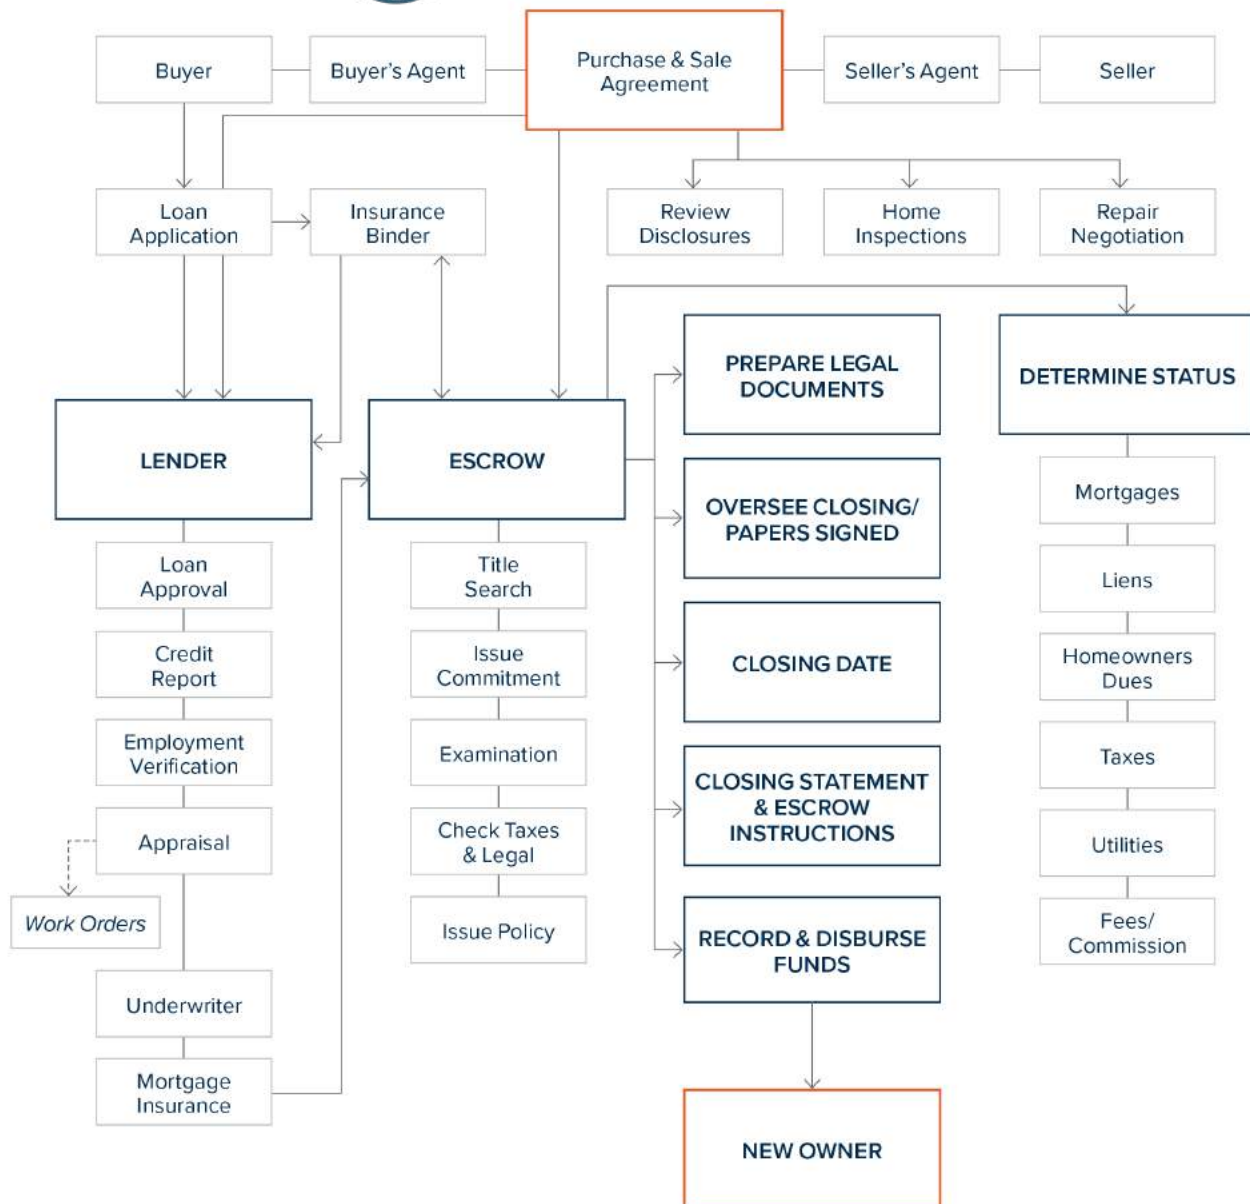 Buyer
Buyer's Agent
Purchase & Sale
Agreement
Seller's Agent
Seller
Loan
Application
Insurance
Binder
Review
Disclosures
Home
Inspections
Repair
Negotiation
LENDER
ESCROW
PREPARE LEGAL
DOCUMENTS
DETERMINE STATUS
OVERSEE CLOSING/
PAPERS SIGNED
CLOSING DATE
CLOSING STATEMENT
& ESCROW
INSTRUCTIONS
RECORD & DISBURSE
FUNDS
Loan
Approval
Credit
Report
Employment
Verification
Appraisal
Work Orders
Underwriter
Mortgage
Insurance
Title
Search
Issue
Commitment
Examination
Check Taxes
& Legal
Issue Policy
Mortgages
Liens
Homeowners
Dues
Taxes
Utilities
Fees/
Commission
NEW OWNER